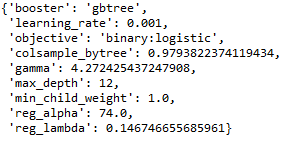 {'booster': 'gbtree',
'learning_rate': 0.001,
'objective': 'binary:logistic',
'colsample_bytree': 0.9793822374119434,
'gamma': 4.272425437247908,
'max_depth': 12,
'min_child_weight': 1.0,
'reg_alpha': 74.0,
'reg_lambda': 0.146746655685961}